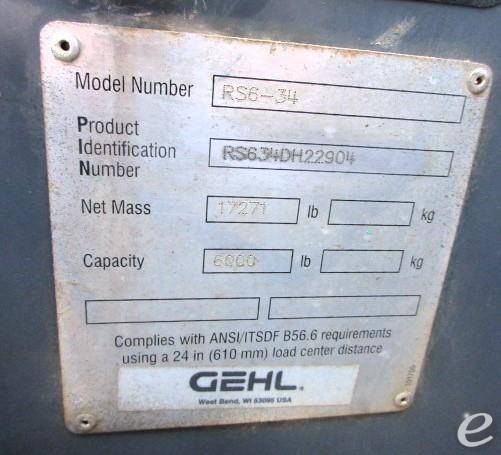 Model Number RS6-34
Product
Identification RS634DH22904
Number
Net Mass 17271 lb kg
Capacity 6000 lb kg
Complies with ANSI/ITSDF B56.6 requirements
using a 24 in (610 mm) load center distance
GEHL.
West Bend, WI 53095 USA
e